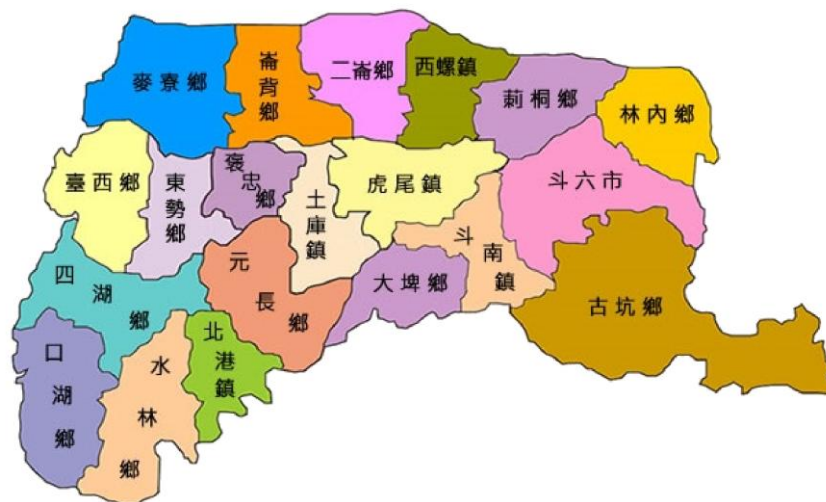 麥寮鄉
崙背鄉
二崙鄉
西螺鎮
莿桐鄉
林內鄉
臺西鄉
東勢鄉
褒忠鄉
土庫鎮
虎尾鎮
斗六市
四湖鄉
元長鄉
大埤鄉
斗南鎮
古坑鄉
口湖鄉
水林鄉
北港鎮